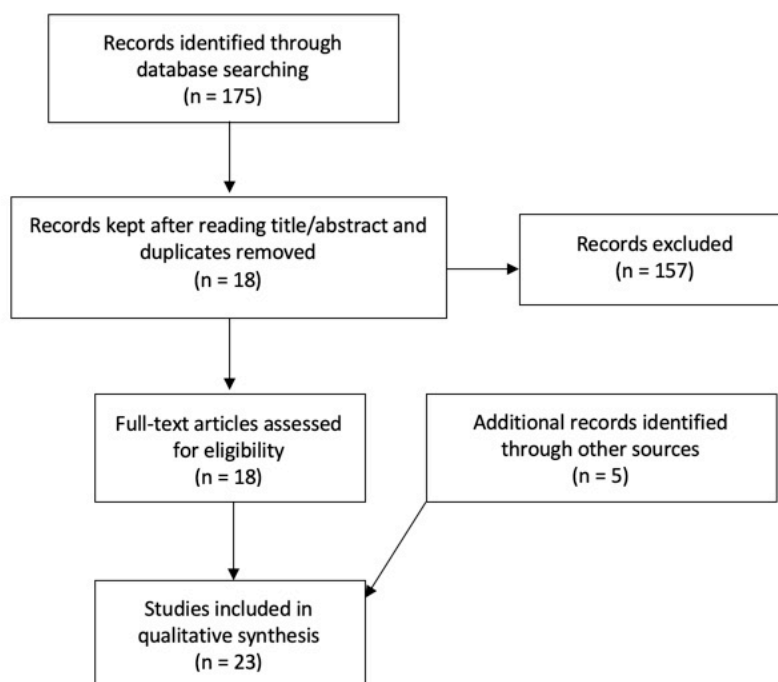 Records identified through
database searching
(n = 175)
Records kept after reading title/abstract and
duplicates removed
(n = 18)
Records excluded
(n = 157)
Full-text articles assessed
for eligibility
(n = 18)
Additional records identified
through other sources
(n = 5)
Studies included in
qualitative synthesis
(n = 23)